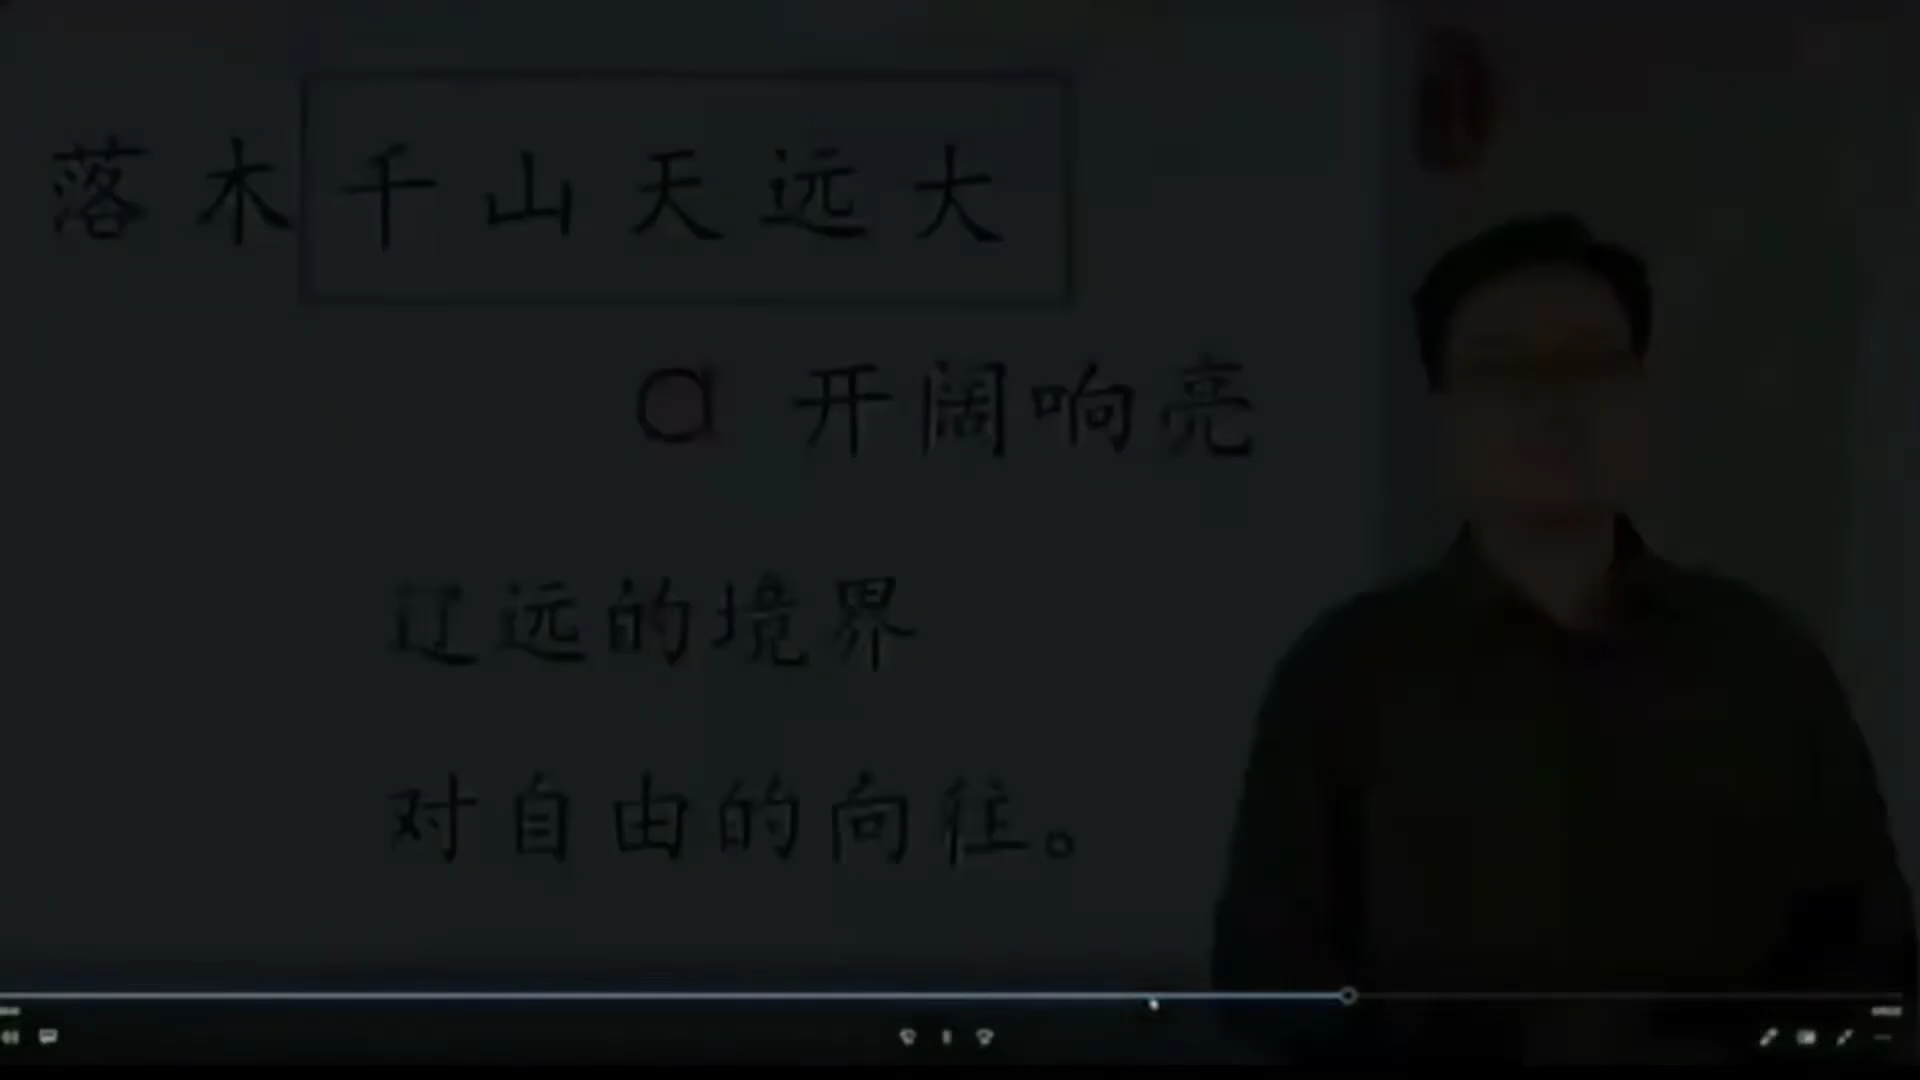 落木千山天远大
ɑ 开阔响亮
辽远的境界
对自由的向往。